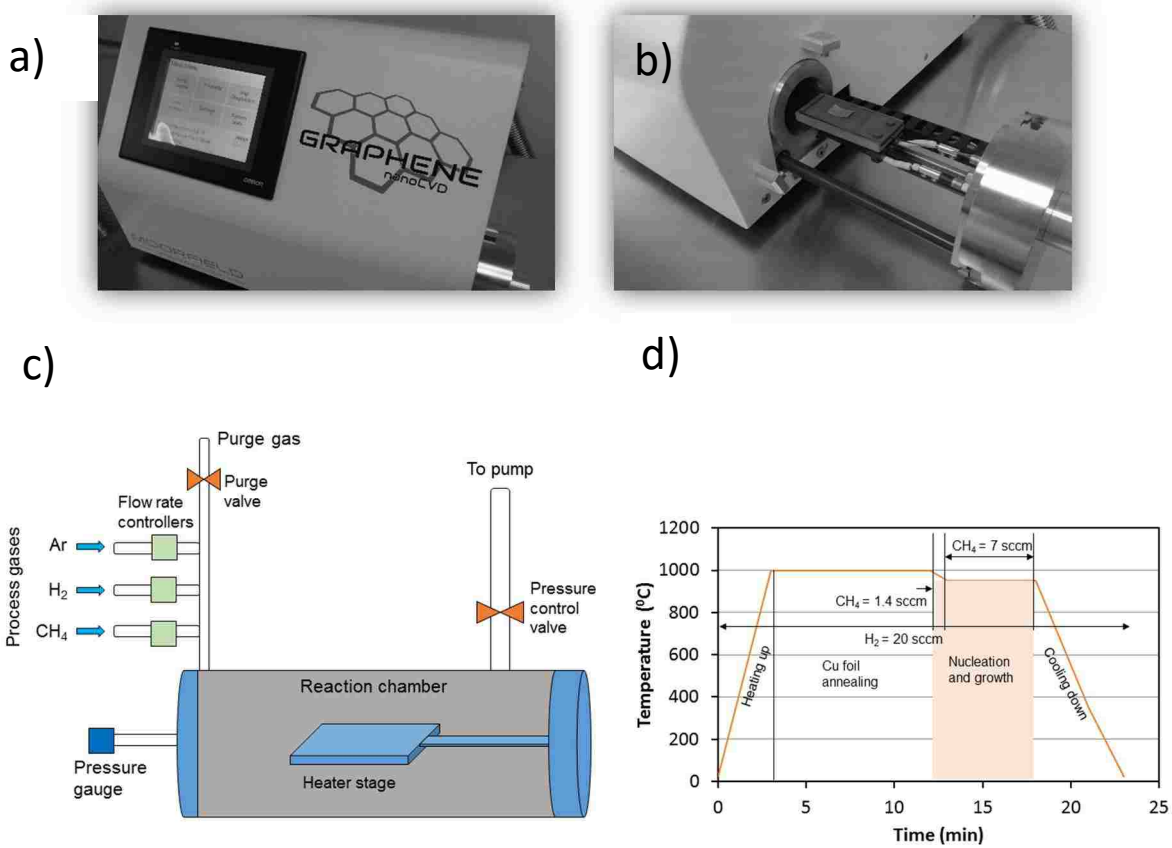 a)
GRAPHENE
nanoCVD
MOORFIELD
b)
c)
Purge gas
Purge
valve
To pump
Flow rate
controllers
Process gases
Ar
H₂
CH₄
Pressure
control
valve
Reaction chamber
Heater stage
Pressure
gauge
d)
Temperature (⁰C)
1200
1000
800
600
400
200
0
CH₄ = 7 sccm
CH₄ = 1.4 sccm
H₂ = 20 sccm
Heating up
Cu foil
annealing
Nucleation
and growth
Cooling down
0 5 10 15 20 25
Time (min)